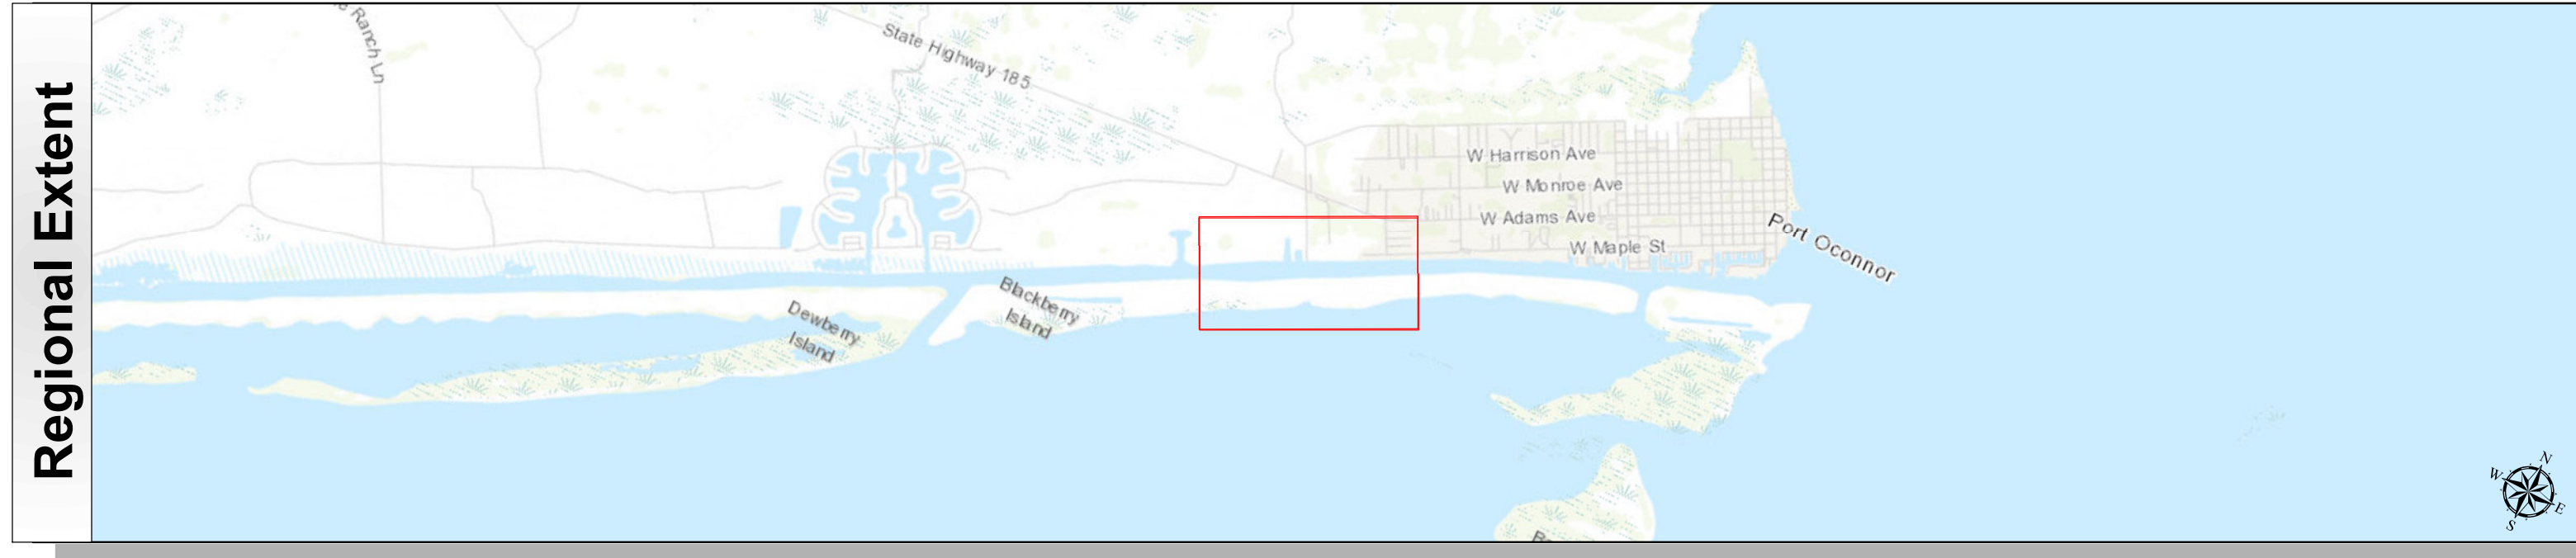 Regional Extent
Ranch Ln
State Highway 185
W Harrison Ave
W Monroe Ave
W Adams Ave
W Maple St
Port Oconnor
Blackberry
Island
Dewberry
Island
N
W
E
S